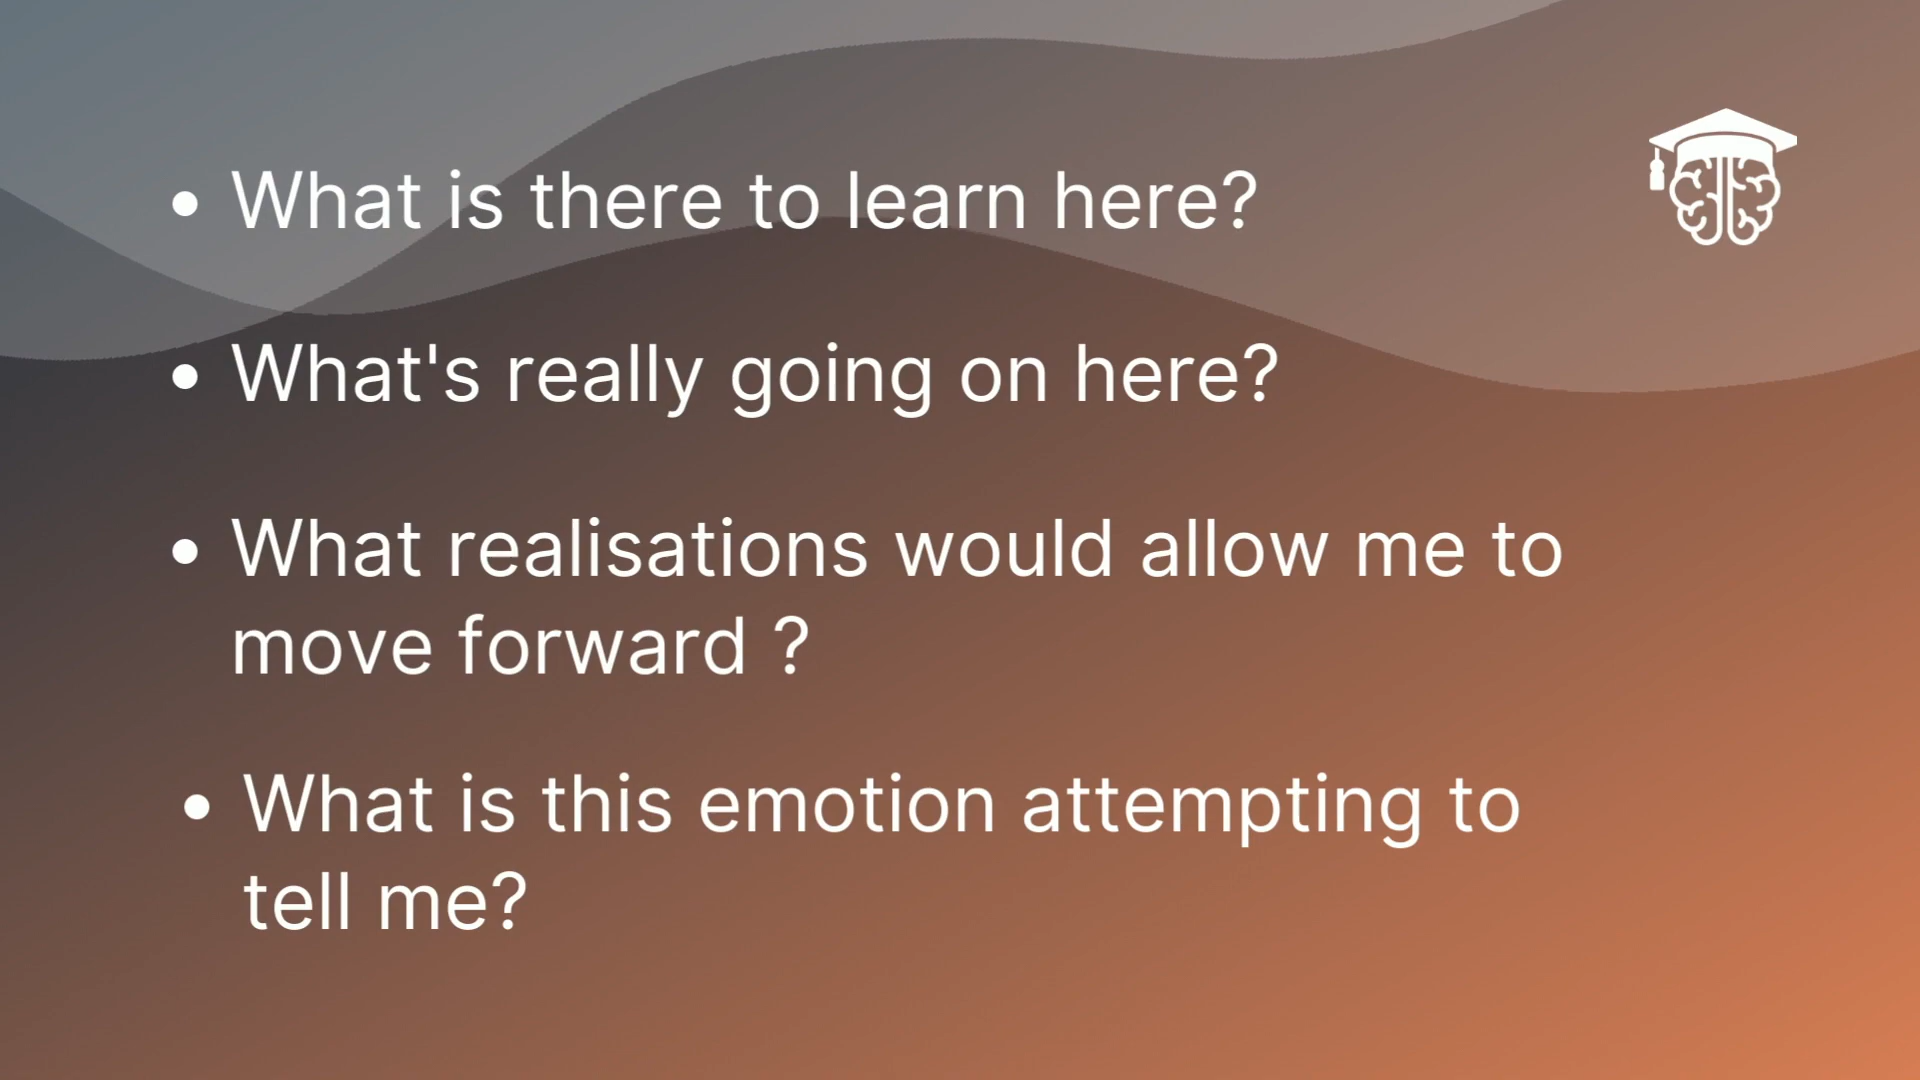 • What is there to learn here?
• What's really going on here?
• What realisations would allow me to
move forward ?
• What is this emotion attempting to
tell me?